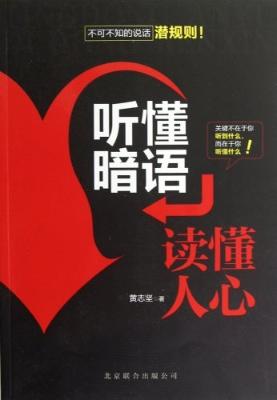 不可不知的说话潜规则！
听懂
暗语
关键不在于你
听到什么，
而在于你
听懂什么！
读懂
人心
黄志坚 著
北京联合出版公司